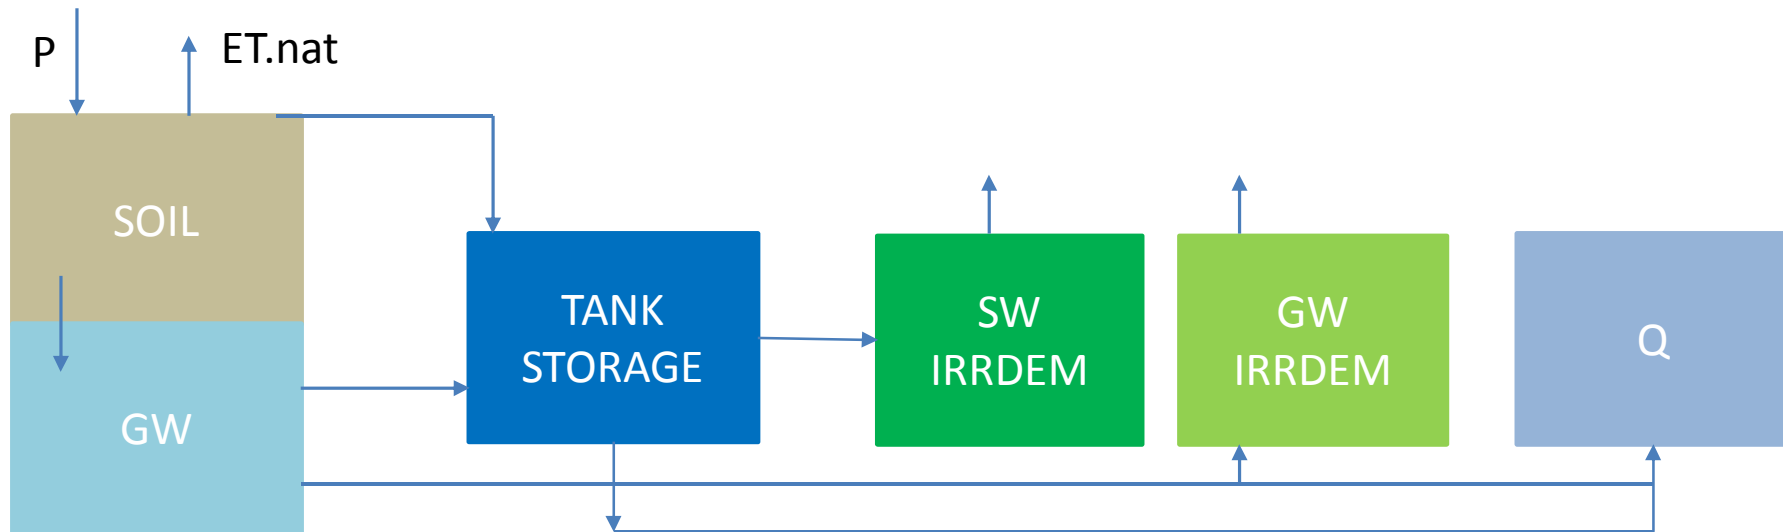 P
ET.nat
SOIL
GW
TANK
STORAGE
SW
IRRDEM
GW
IRRDEM
Q